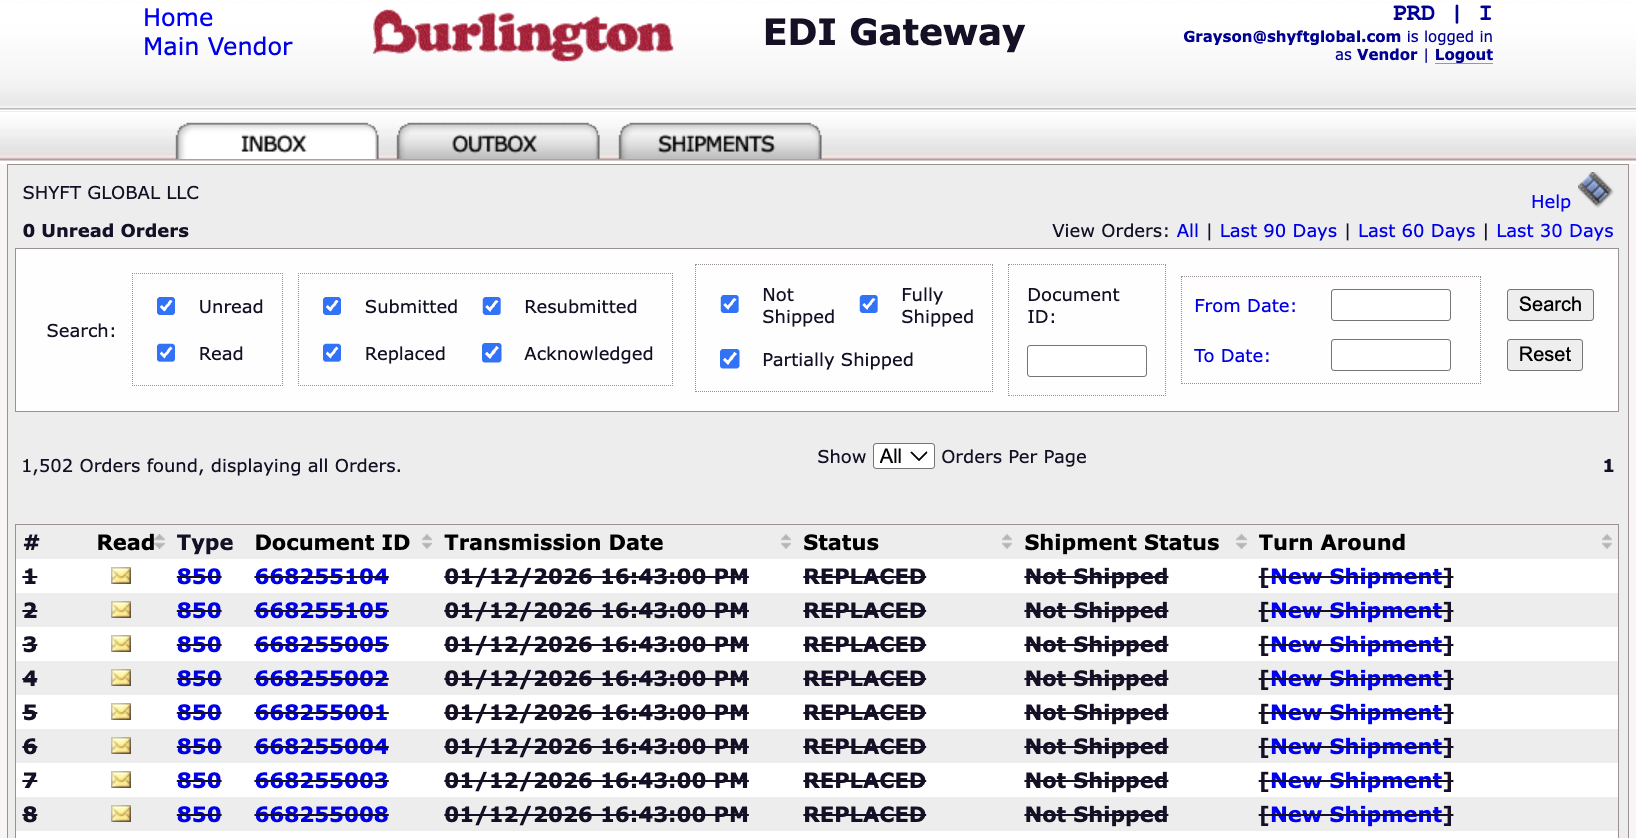 Home
Main Vendor
Burlington
EDI Gateway
PRD | I
Grayson@shyftglobal.com is logged in
as Vendor | Logout
INBOX OUTBOX SHIPMENTS
SHYFT GLOBAL LLC
Help
0 Unread Orders
View Orders: All | Last 90 Days | Last 60 Days | Last 30 Days
Search:
Unread
Read
Submitted Resubmitted
Replaced Acknowledged
Not Shipped Fully Shipped
Partially Shipped
Document ID:
From Date:
To Date:
Search
Reset
1,502 Orders found, displaying all Orders.
Show All Orders Per Page
1
# Read Type Document ID Transmission Date Status Shipment Status Turn Around
1 850 668255104 01/12/2026 16:43:00 PM REPLACED Not Shipped [New Shipment]
2 850 668255105 01/12/2026 16:43:00 PM REPLACED Not Shipped [New Shipment]
3 850 668255005 01/12/2026 16:43:00 PM REPLACED Not Shipped [New Shipment]
4 850 668255002 01/12/2026 16:43:00 PM REPLACED Not Shipped [New Shipment]
5 850 668255001 01/12/2026 16:43:00 PM REPLACED Not Shipped [New Shipment]
6 850 668255004 01/12/2026 16:43:00 PM REPLACED Not Shipped [New Shipment]
7 850 668255003 01/12/2026 16:43:00 PM REPLACED Not Shipped [New Shipment]
8 850 668255008 01/12/2026 16:43:00 PM REPLACED Not Shipped [New Shipment]